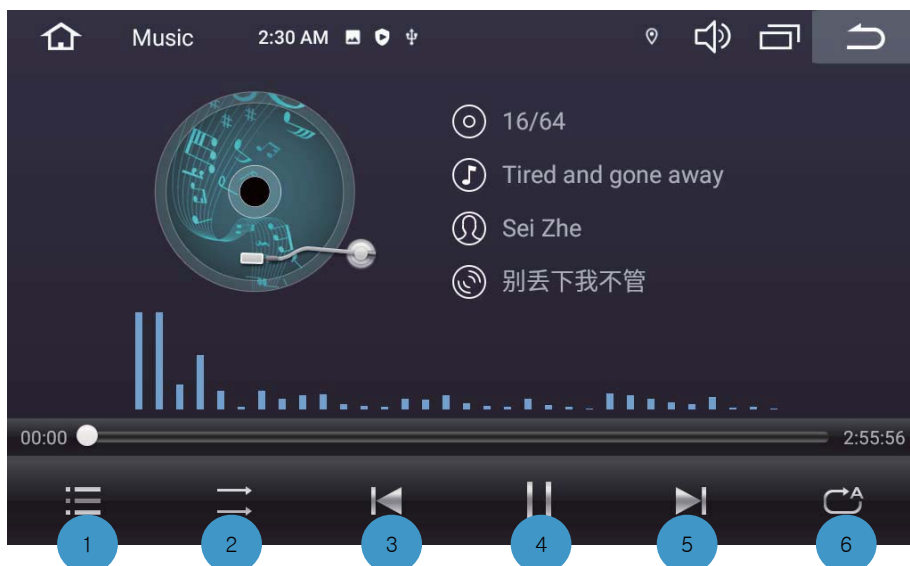 Music 2:30 AM
16/64
Tired and gone away
Sei Zhe
别丢下我不管
00:00 2:55:56
A
1 2 3 4 5 6